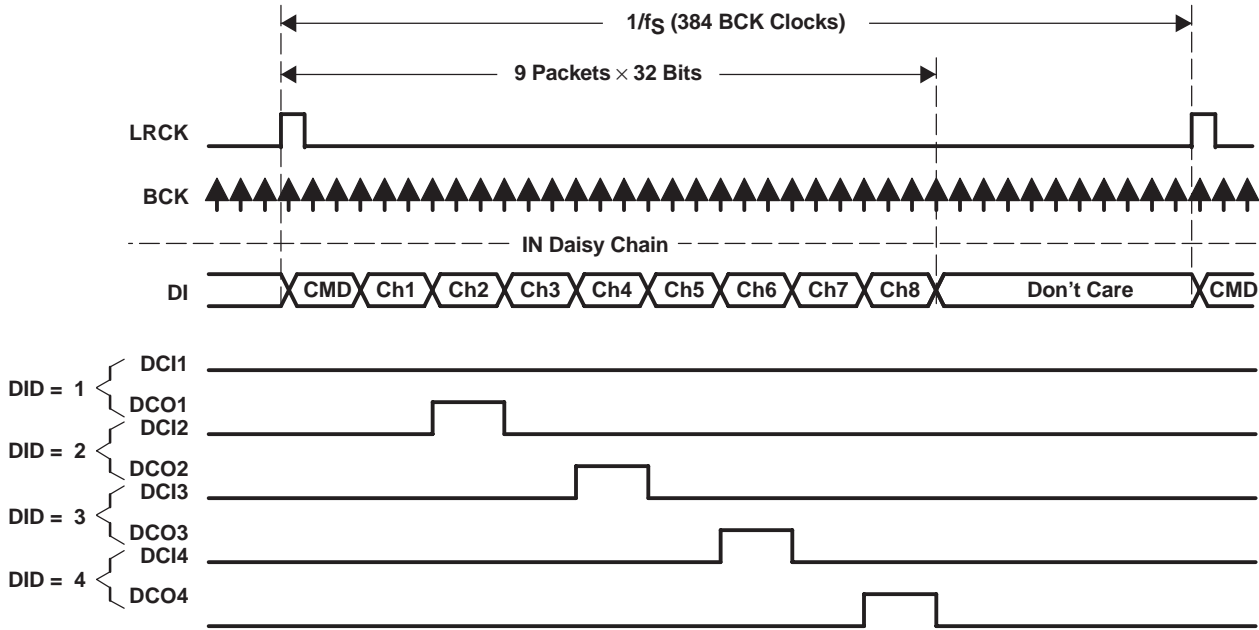 1/fS (384 BCK Clocks)
9 Packets × 32 Bits
LRCK
BCK
IN Daisy Chain
DI CMD Ch1 Ch2 Ch3 Ch4 Ch5 Ch6 Ch7 Ch8 Don't Care CMD
DCI1
DID = 1
DCO1
DCI2
DID = 2
DCO2
DCI3
DID = 3
DCO3
DCI4
DID = 4
DCO4